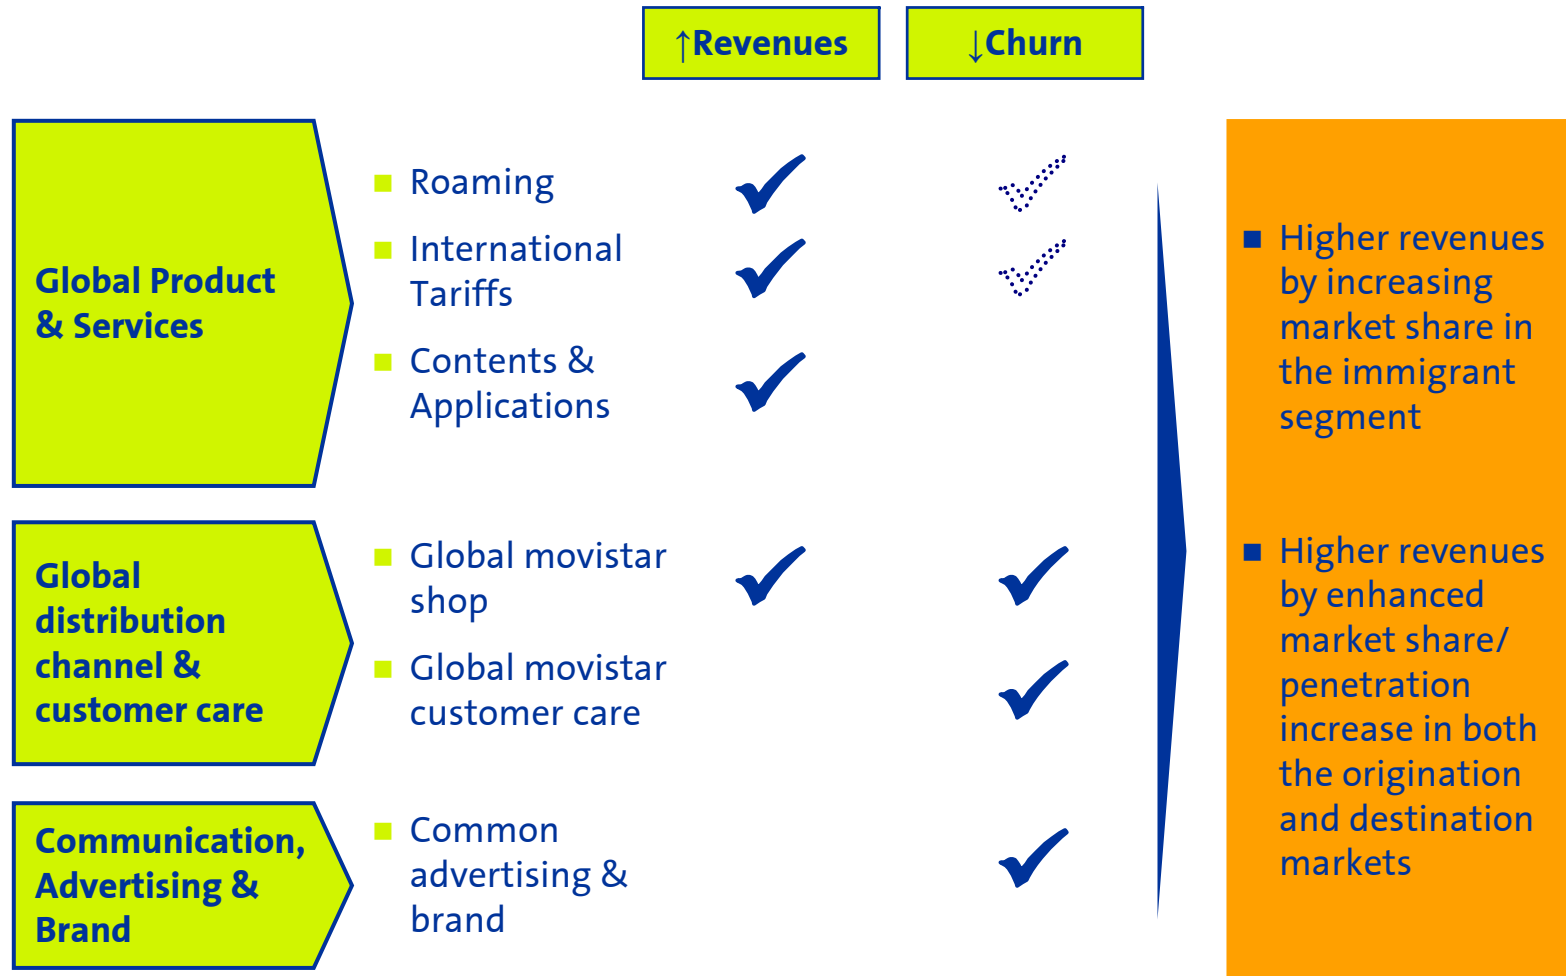 ↑Revenues
↓Churn
Global Product
& Services
Roaming
International
Tariffs
Contents &
Applications
Global
distribution
channel &
customer care
Global movistar
shop
Global movistar
customer care
Communication,
Advertising &
Brand
Common
advertising &
brand
Higher revenues
by increasing
market share in
the immigrant
segment
Higher revenues
by enhanced
market share/
penetration
increase in both
the origination
and destination
markets